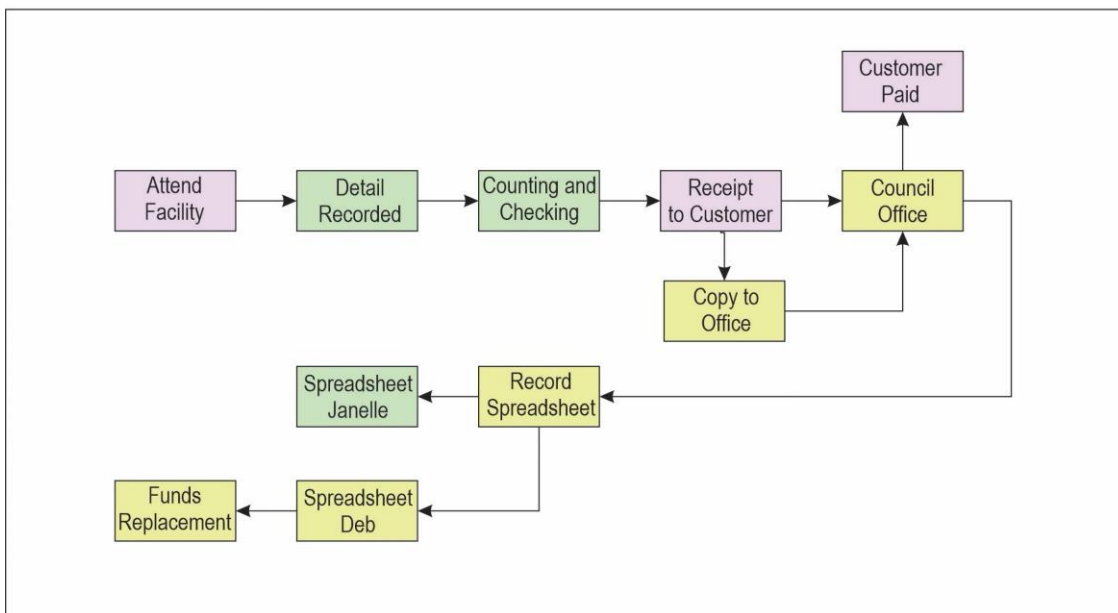 Customer
Paid
Attend
Facility
Detail
Recorded
Counting and
Checking
Receipt
to Customer
Council
Office
Copy to
Office
Spreadsheet
Janelle
Record
Spreadsheet
Funds
Replacement
Spreadsheet
Deb